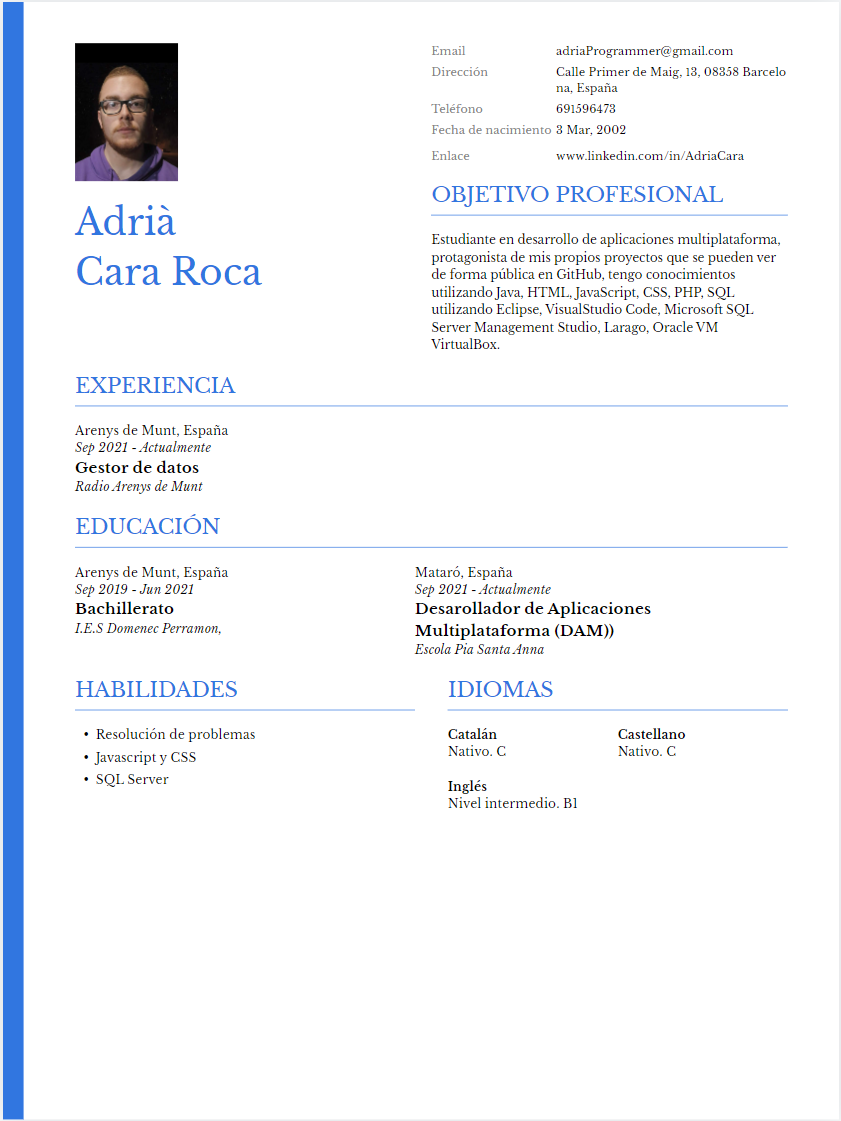 Email adriaProgrammer@gmail.com
Dirección Calle Primer de Maig, 13, 08358 Barcelo
na, España
Teléfono 691596473
Fecha de nacimiento 3 Mar, 2002
Enlace www.linkedin.com/in/AdriaCara
Adrià
Cara Roca
OBJETIVO PROFESIONAL
Estudiante en desarrollo de aplicaciones multiplataforma,
protagonista de mis propios proyectos que se pueden ver
de forma pública en GitHub, tengo conocimientos
utilizando Java, HTML, JavaScript, CSS, PHP, SQL
utilizando Eclipse, VisualStudio Code, Microsoft SQL
Server Management Studio, Larago, Oracle VM
VirtualBox.
EXPERIENCIA
Arenys de Munt, España
Sep 2021 - Actualmente
Gestor de datos
Radio Arenys de Munt
EDUCACIÓN
Arenys de Munt, España
Sep 2019 - Jun 2021
Bachillerato
I.E.S Domenec Perramon,
Mataró, España
Sep 2021 - Actualmente
Desarollador de Aplicaciones
Multiplataforma (DAM))
Escola Pia Santa Anna
HABILIDADES
• Resolución de problemas
• Javascript y CSS
• SQL Server
IDIOMAS
Catalán
Nativo. C
Castellano
Nativo. C
Inglés
Nivel intermedio. B1